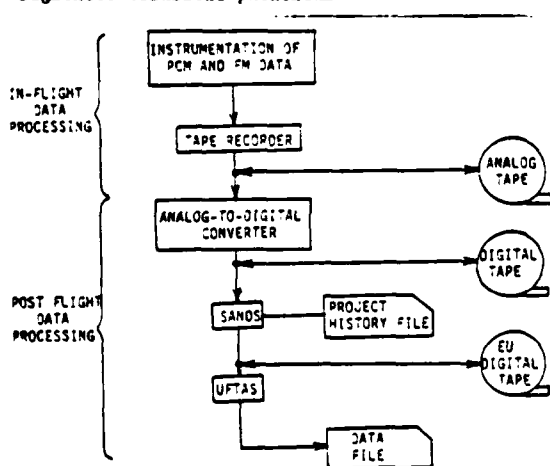 INSTRUMENTATION OF
PCM AND FM DATA
IN-FLIGHT
DATA
PROCESSING
TAPE RECORDER
ANALOG
TAPE
ANALOG-TO-DIGITAL
CONVERTER
DIGITAL
TAPE
POST FLIGHT
DATA
PROCESSING
SANDS
PROJECT
HISTORY FILE
EU
DIGITAL
TAPE
UFTAS
DATA
FILE